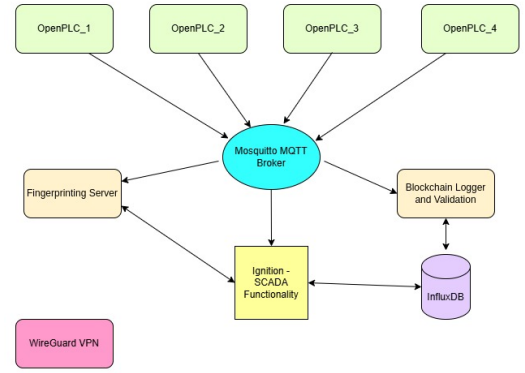 OpenPLC_1
OpenPLC_2
OpenPLC_3
OpenPLC_4
Mosquitto MQTT
Broker
Fingerprinting Server
Blockchain Logger
and Validation
Ignition -
SCADA
Functionality
InfluxDB
WireGuard VPN